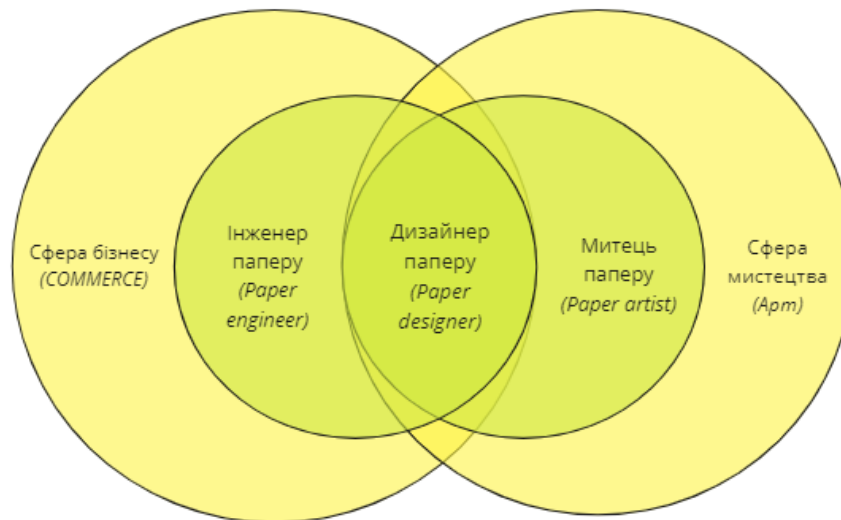 Сфера бізнесу
(COMMERCE)
Інженер
паперу
(Paper
engineer)
Дизайнер
паперу
(Paper
designer)
Митець
паперу
(Paper artist)
Сфера
мистецтва
(Арт)